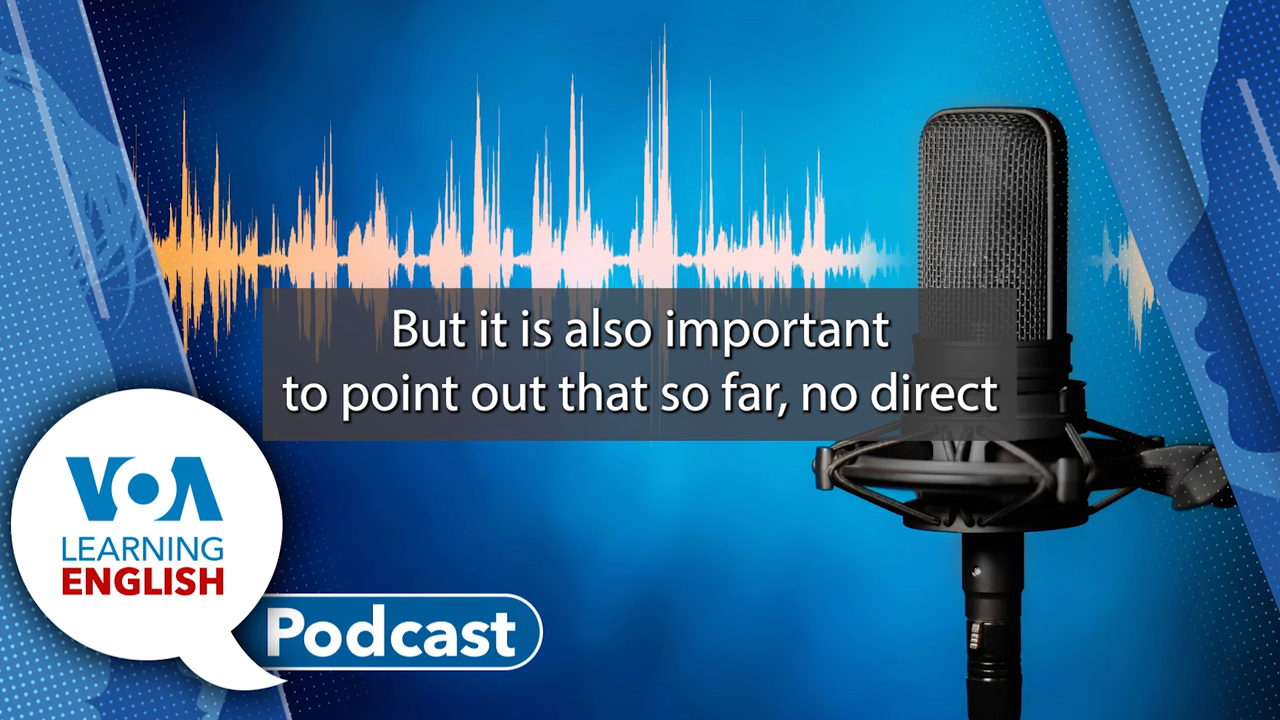 But it is also important
to point out that so far, no direct
VOA
LEARNING
ENGLISH
Podcast